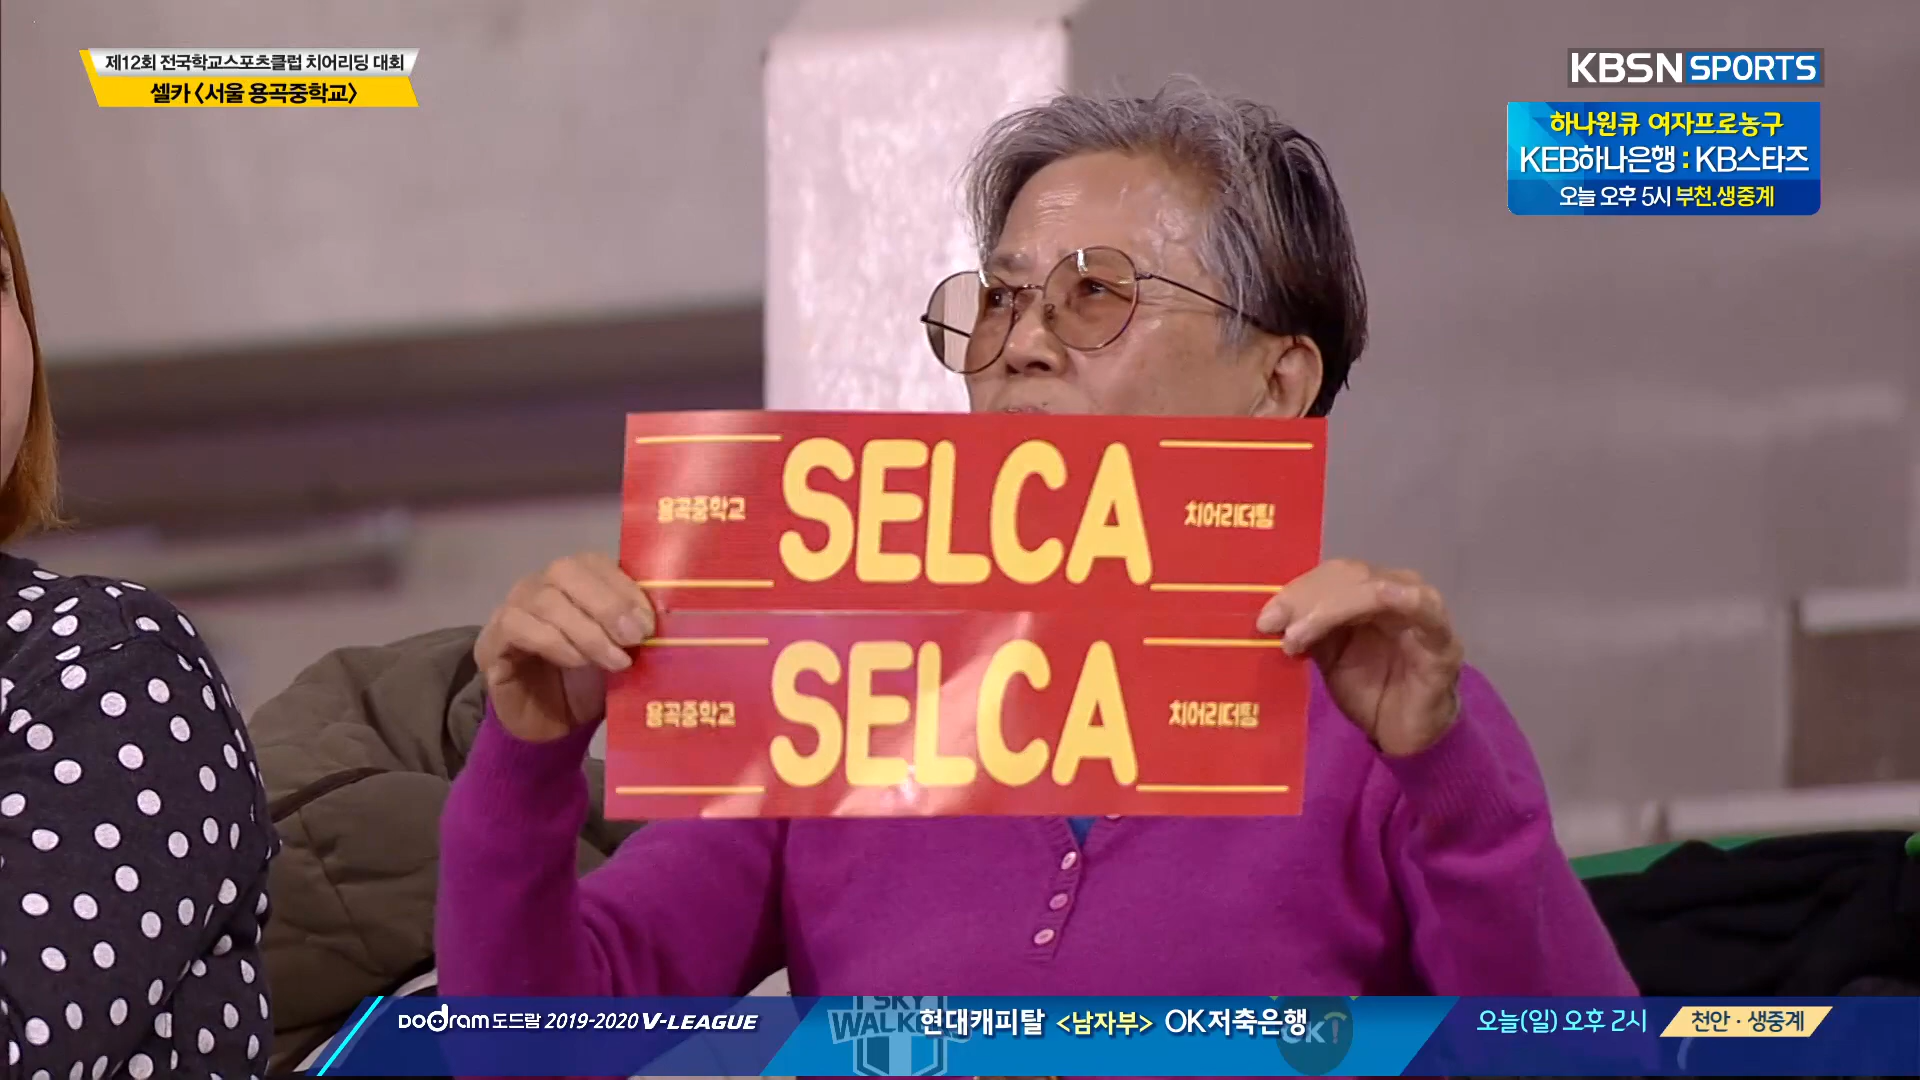 제12회 전국학교스포츠클럽 치어리딩 대회
셀카 <서울 용곡중학교>
KBSN SPORTS
하나원큐 여자프로농구
KEB하나은행 : KB스타즈
오늘 오후 5시 부천.생중계
용곡중학교 SELCA 치어리더팀
용곡중학교 SELCA 치어리더팀
SKY
WALKE
Dodram 도드람 2019-2020 V-LEAGUE 현대캐피탈 <남자부> OK저축은행 오늘(일) 오후 2시 천안·생중계